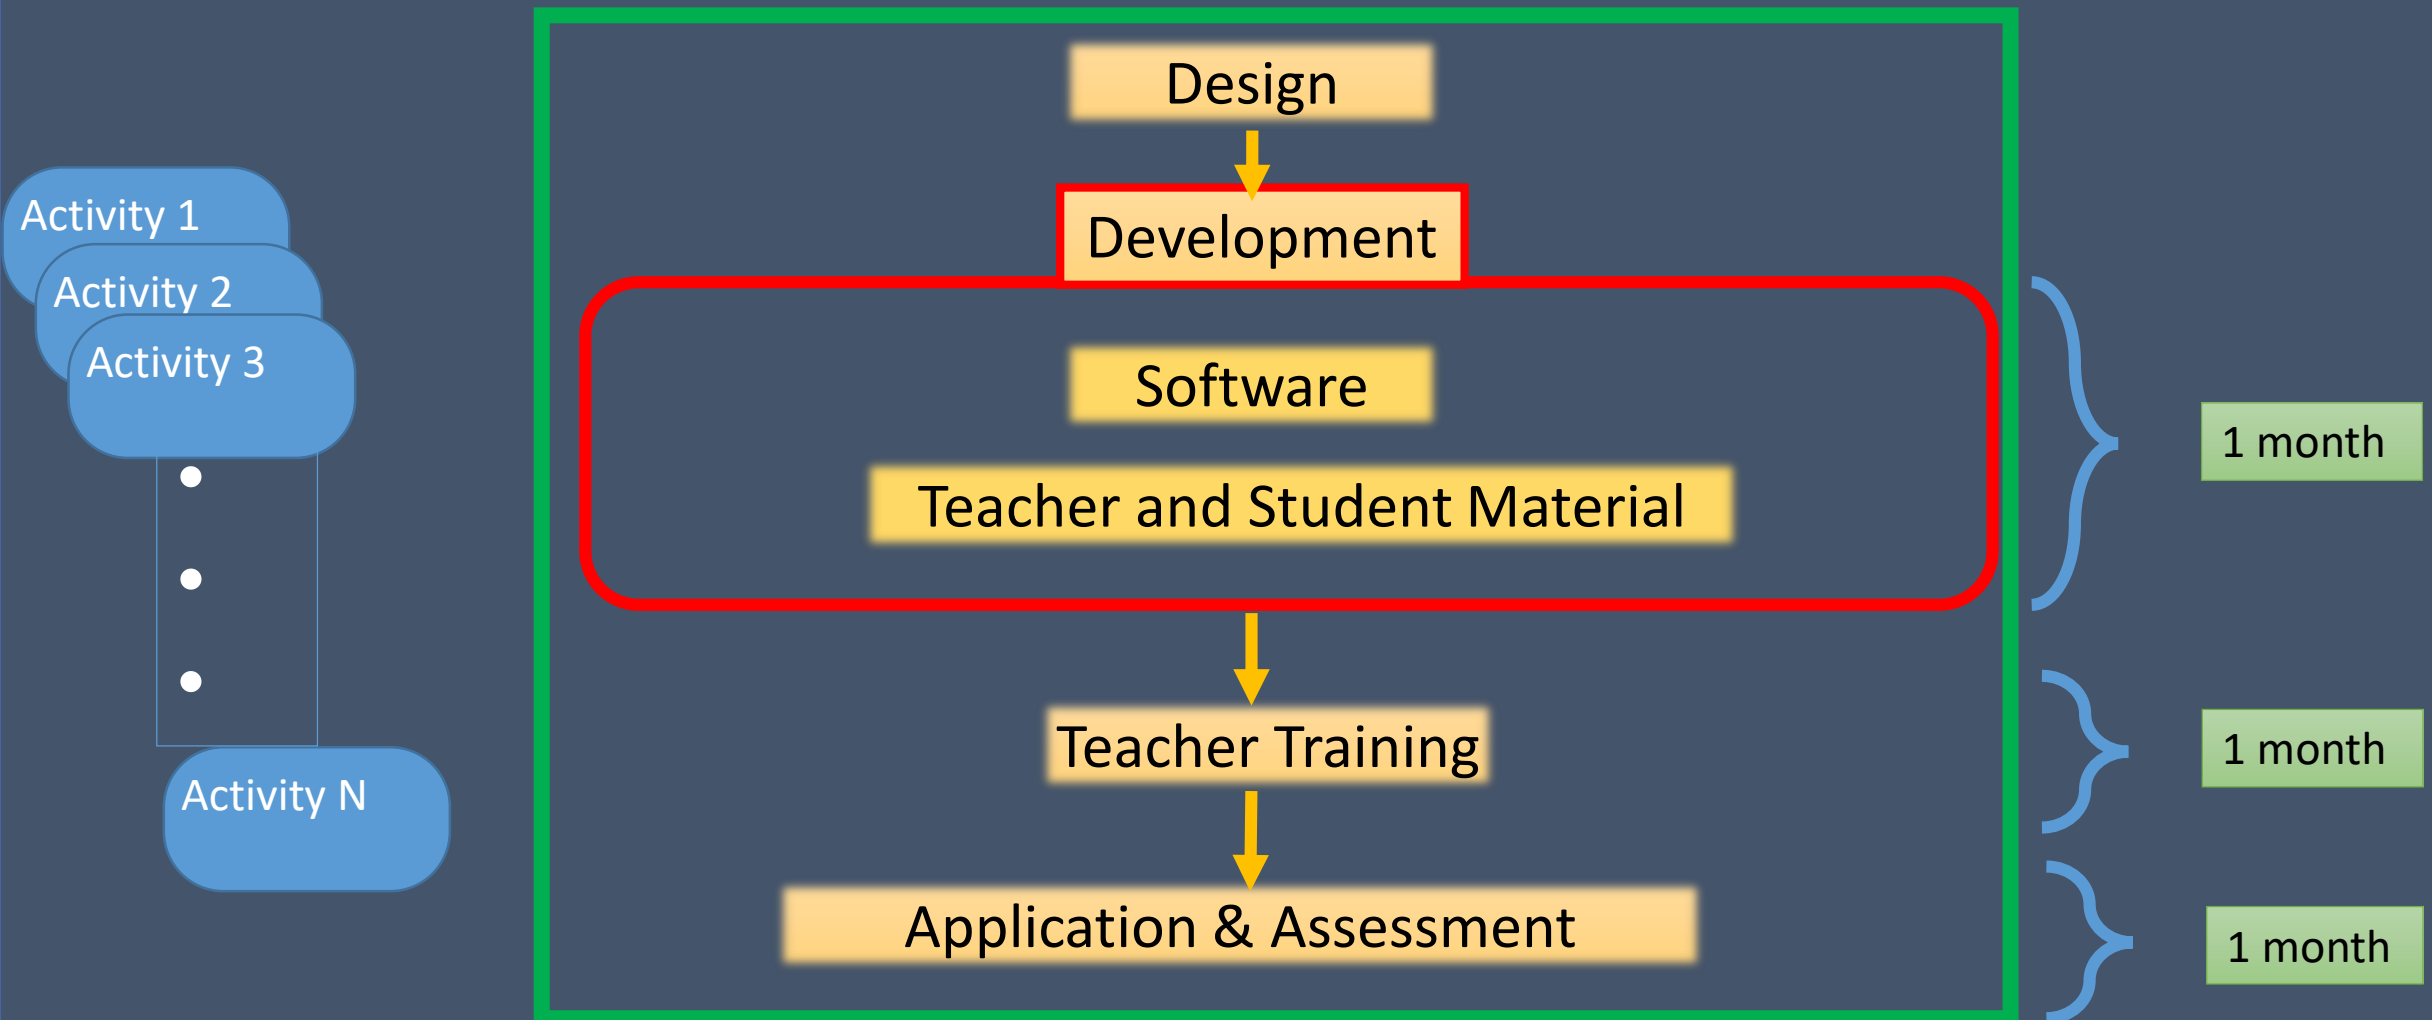 Activity 1
Activity 2
Activity 3
Activity N
Design
Development
Software
Teacher and Student Material
Teacher Training
Application & Assessment
1 month
1 month
1 month